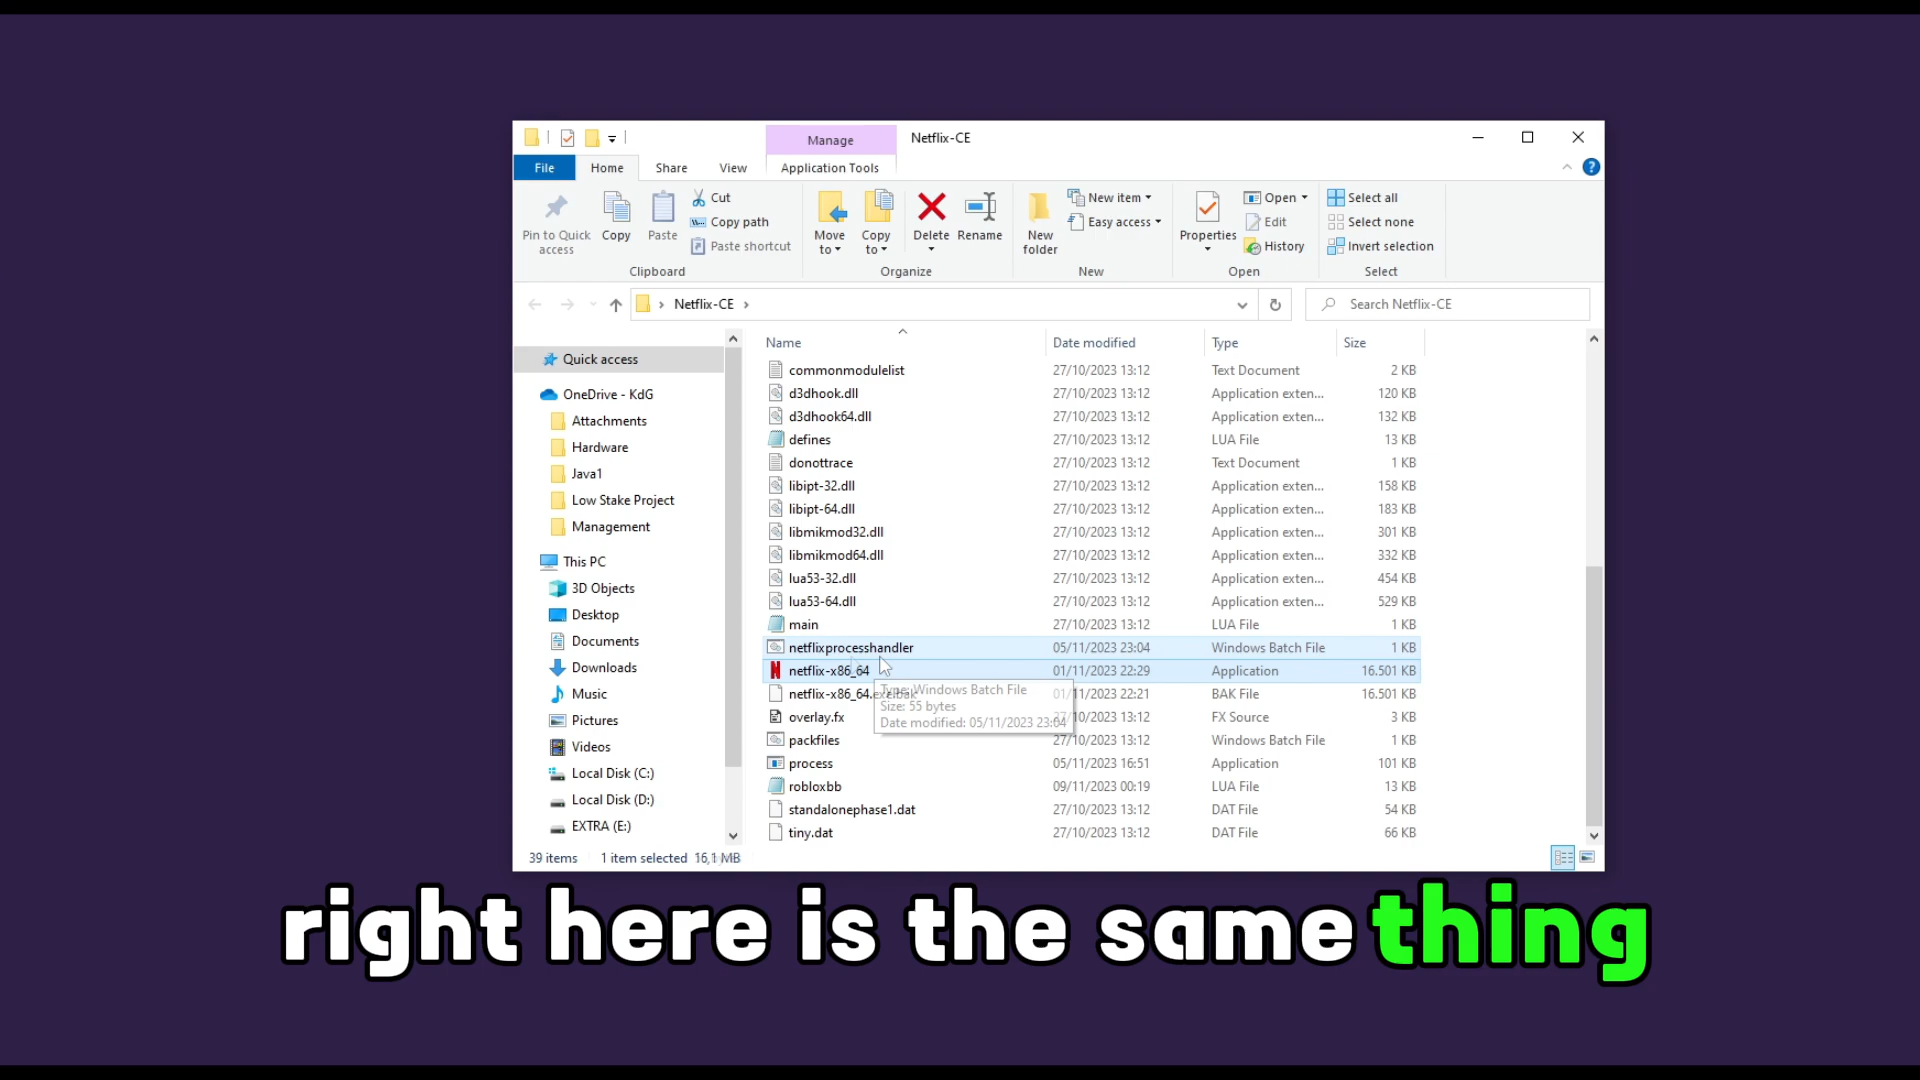 Manage
Netflix-CE
File
Home
Share
View
Application Tools
Pin to Quick access
Copy
Paste
Cut
Copy path
Paste shortcut
Clipboard
Move to
Copy to
Delete
Rename
Organize
New folder
New item
Easy access
New
Properties
Open
Edit
History
Open
Select all
Select none
Invert selection
Select
Netflix-CE
Search Netflix-CE
Quick access
OneDrive - KdG
Attachments
Hardware
Java1
Low Stake Project
Management
This PC
3D Objects
Desktop
Documents
Downloads
Music
Pictures
Videos
Local Disk (C:)
Local Disk (D:)
EXTRA (E:)
Name Date modified Type Size
commonmodulelist 27/10/2023 13:12 Text Document 2 KB
d3dhook.dll 27/10/2023 13:12 Application exten... 120 KB
d3dhook64.dll 27/10/2023 13:12 Application exten... 132 KB
defines 27/10/2023 13:12 LUA File 13 KB
donottrace 27/10/2023 13:12 Text Document 1 KB
libipt-32.dll 27/10/2023 13:12 Application exten... 158 KB
libipt-64.dll 27/10/2023 13:12 Application exten... 183 KB
libmikmod32.dll 27/10/2023 13:12 Application exten... 301 KB
libmikmod64.dll 27/10/2023 13:12 Application exten... 332 KB
lua53-32.dll 27/10/2023 13:12 Application exten... 454 KB
lua53-64.dll 27/10/2023 13:12 Application exten... 529 KB
main 27/10/2023 13:12 LUA File 1 KB
netflixprocesshandler 05/11/2023 23:04 Windows Batch File 1 KB
netflix-x86_64 01/11/2023 22:29 Application 16.501 KB
netflix-x86_64.exe.bak 01/11/2023 22:21 BAK File 16.501 KB
Type: Windows Batch File
Size: 55 bytes
Date modified: 05/11/2023 23:04
overlay.fx 27/10/2023 13:12 FX Source 3 KB
packfiles 27/10/2023 13:12 Windows Batch File 1 KB
process 05/11/2023 16:51 Application 101 KB
robloxbb 09/11/2023 00:19 LUA File 13 KB
standalonephase1.dat 27/10/2023 13:12 DAT File 54 KB
tiny.dat 27/10/2023 13:12 DAT File 66 KB
39 items 1 item selected 16,1 MB
right here is the same thing